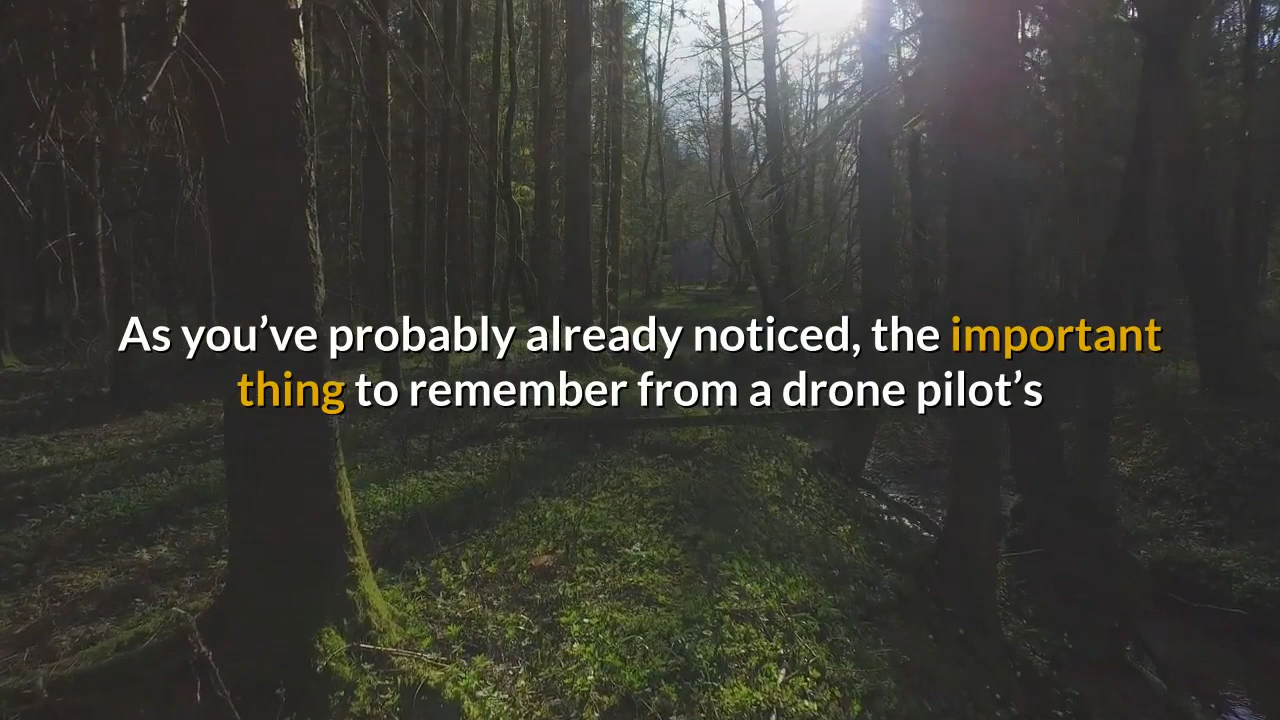 As you’ve probably already noticed, the important
thing to remember from a drone pilot’s